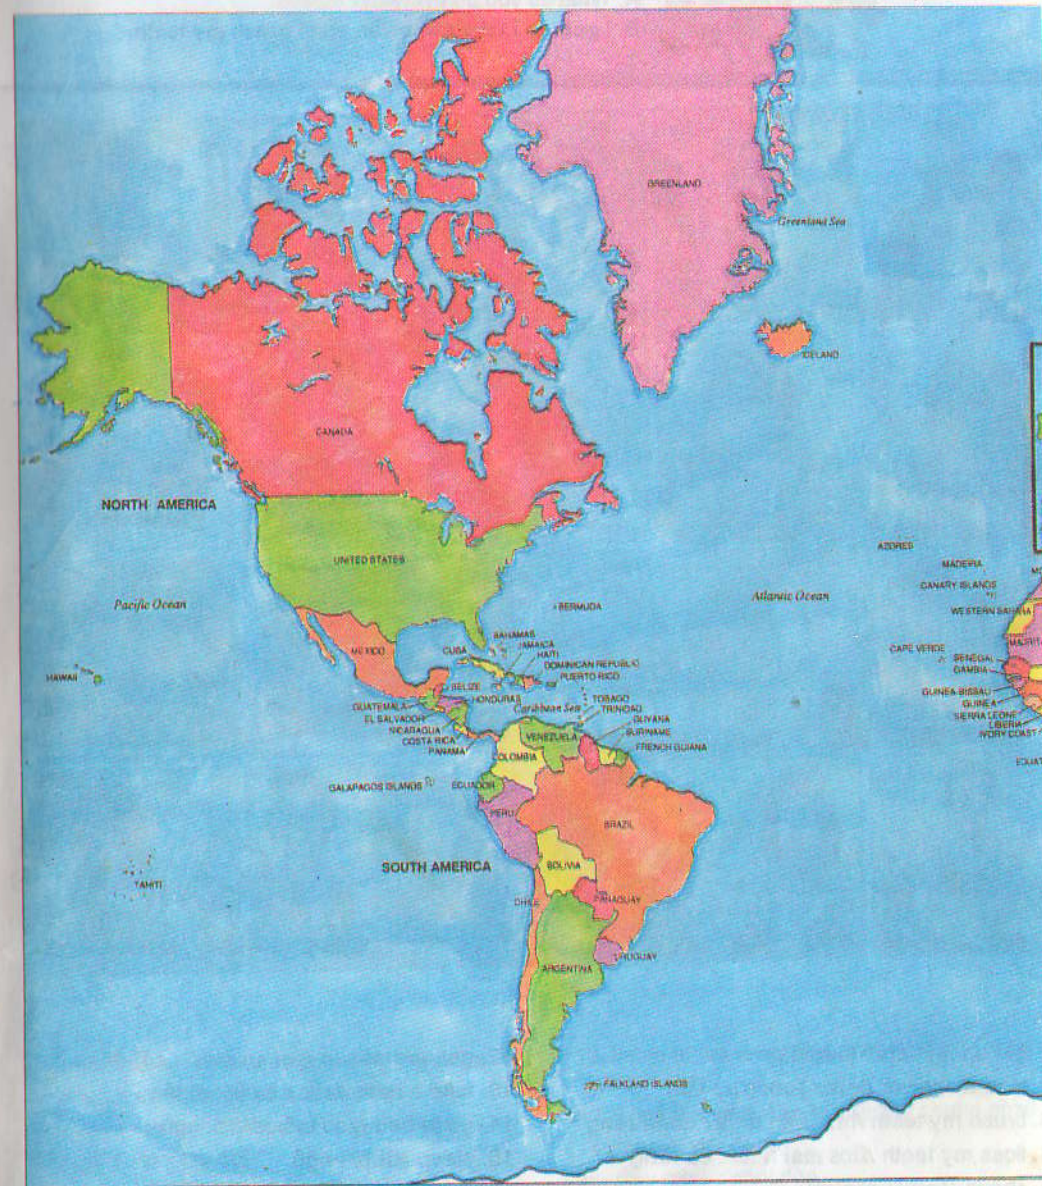 GREENLAND
Greenland Sea
ICELAND
CANADA
NORTH AMERICA
UNITED STATES
AZORES
MADEIRA
CANARY ISLANDS
Pacific Ocean
Atlantic Ocean
BERMUDA
WESTERN SAHARA
BAHAMAS
JAMAICA
HAITI
CUBA
MEXICO
DOMINICAN REPUBLIC
PUERTO RICO
CAPE VERDE
SENEGAL
GAMBIA
HAWAII
BELIZE
HONDURAS
GUATEMALA
Caribbean Sea
TOBAGO
TRINIDAD
GUINEA-BISSAU
GUINEA
SIERRA LEONE
LIBERIA
IVORY COAST
EL SALVADOR
NICARAGUA
COSTA RICA
PANAMA
GUYANA
SURINAME
FRENCH GUIANA
VENEZUELA
COLOMBIA
GALAPAGOS ISLANDS
ECUADOR
PERU
BRAZIL
SOUTH AMERICA
BOLIVIA
TAHITI
CHILE
PARAGUAY
URUGUAY
ARGENTINA
FALKLAND ISLANDS